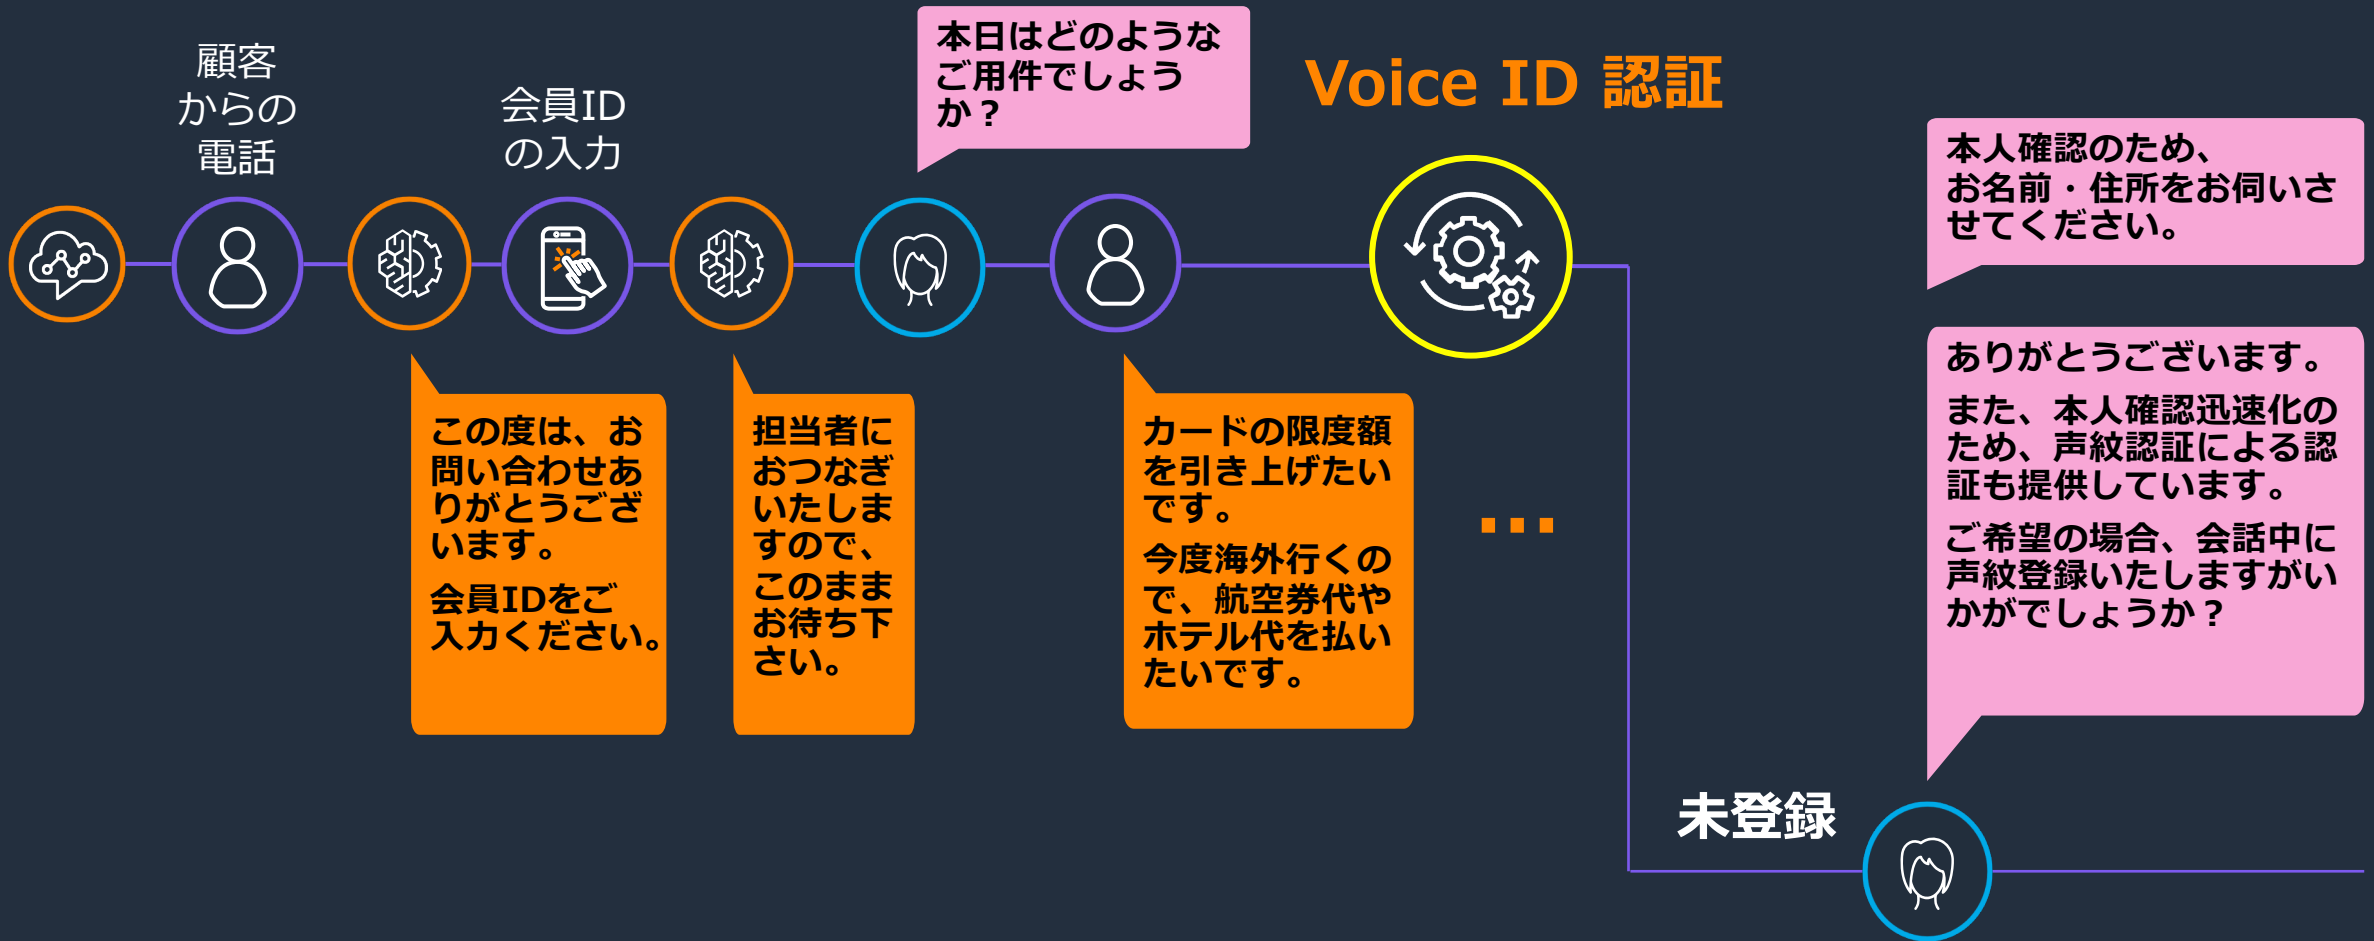 顧客
からの
電話
会員ID
の入力
本日はどのような
ご用件でしょう
か？
Voice ID 認証
本人確認のため、
お名前・住所をお伺いさ
せてください。
この度は、お
問い合わせあ
りがとうござ
います。
会員IDをご
入力ください。
担当者に
おつなぎ
いたしま
すので、
このまま
お待ち下
さい。
カードの限度額
を引き上げたい
です。
今度海外行くの
で、航空券代や
ホテル代を払い
たいです。
…
ありがとうございます。
また、本人確認迅速化の
ため、声紋認証による認
証も提供しています。
ご希望の場合、会話中に
声紋登録いたしますがい
かがでしょうか？
未登録